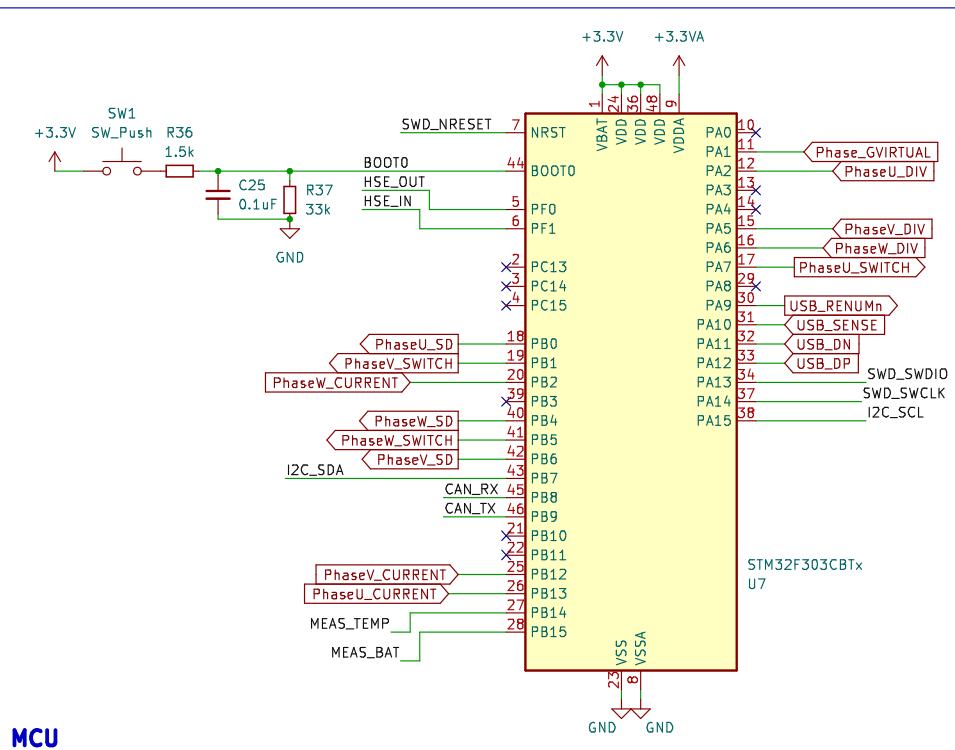 +3.3V
+3.3VA
SW1
SW_Push
+3.3V
R36
1.5k
C25
0.1uF
R37
33k
GND
SWD_NRESET
BOOT0
HSE_OUT
HSE_IN
1
24
36
48
9
VBAT
VDD
VDD
VDD
VDDA
7 NRST
44 BOOT0
5 PF0
6 PF1
2 PC13
3 PC14
4 PC15
PhaseU_SD 18 PB0
PhaseV_SWITCH 19 PB1
PhaseW_CURRENT 20 PB2
39 PB3
PhaseW_SD 40 PB4
PhaseW_SWITCH 41 PB5
PhaseV_SD 42 PB6
I2C_SDA 43 PB7
CAN_RX 45 PB8
CAN_TX 46 PB9
21 PB10
22 PB11
PhaseV_CURRENT 25 PB12
PhaseU_CURRENT 26 PB13
MEAS_TEMP 27 PB14
MEAS_BAT 28 PB15
PA0 10
PA1 11 Phase_GVIRTUAL
PA2 12 PhaseU_DIV
PA3 13
PA4 14
PA5 15 PhaseV_DIV
PA6 16 PhaseW_DIV
PA7 17 PhaseU_SWITCH
PA8 29
PA9 30 USB_RENUMn
PA10 31 USB_SENSE
PA11 32 USB_DN
PA12 33 USB_DP
PA13 34 SWD_SWDIO
PA14 37 SWD_SWCLK
PA15 38 I2C_SCL
STM32F303CBTx
U7
VSS
VSSA
23
8
GND
GND
MCU